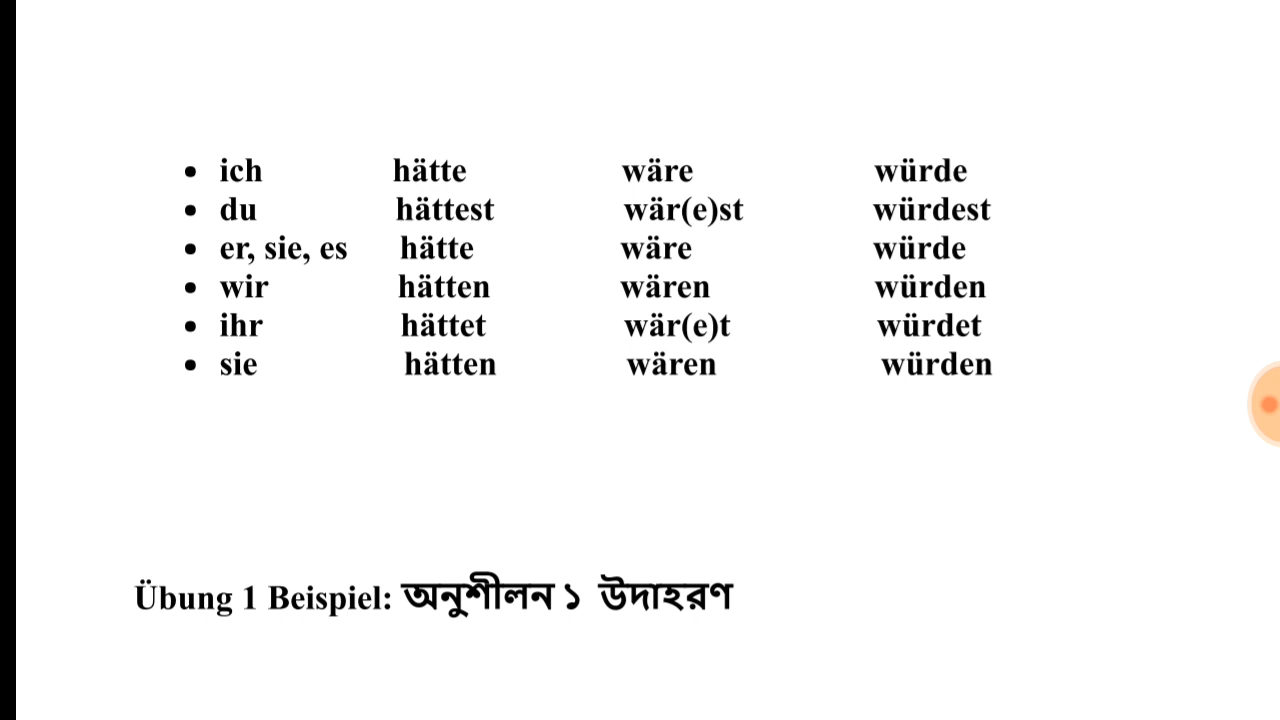 • ich hätte wäre würde
• du hättest wär(e)st würdest
• er, sie, es hätte wäre würde
• wir hätten wären würden
• ihr hättet wär(e)t würdet
• sie hätten wären würden
Übung 1 Beispiel: অনুশীলন ১ উদাহরণ